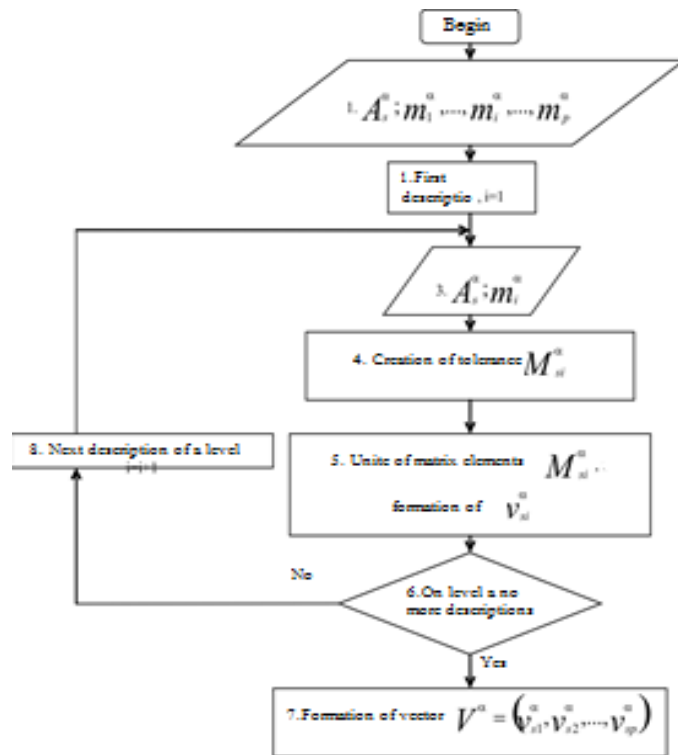 Begin
1. A_s^α; m_1^α,..., m_i^α,..., m_p^α
1.First
descriptio , i=1
3. A_s^α; m_i^α
4. Creation of tolerance M_si^α
5. Unite of matrix elements M_si^α,
formation of v_si^α
6.On level a no
more descriptions
No
8. Next description of a level
i=i+1
Yes
7.Formation of vector V^α = (v_s1^α, v_s2^α,..., v_sp^α)